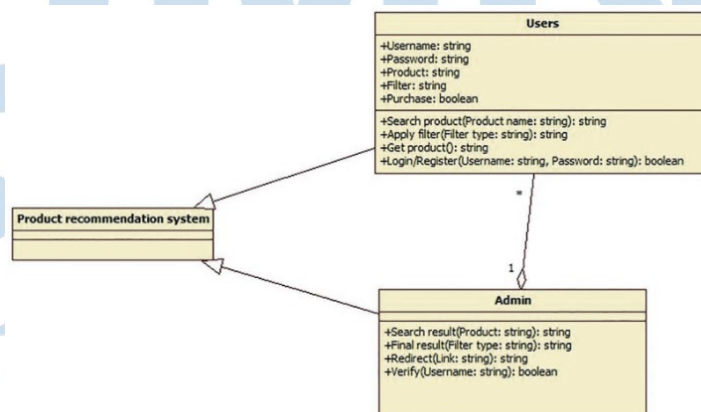 Users
+Username: string
+Password: string
+Product: string
+Filter: string
+Purchase: boolean
+Search product(Product name: string): string
+Apply filter(Filter type: string): string
+Get product(): string
+Login/Register(Username: string, Password: string): boolean
Product recommendation system
*
1
Admin
+Search result(Product: string): string
+Final result(Filter type: string): string
+Redirect(Link: string): string
+Verify(Username: string): boolean